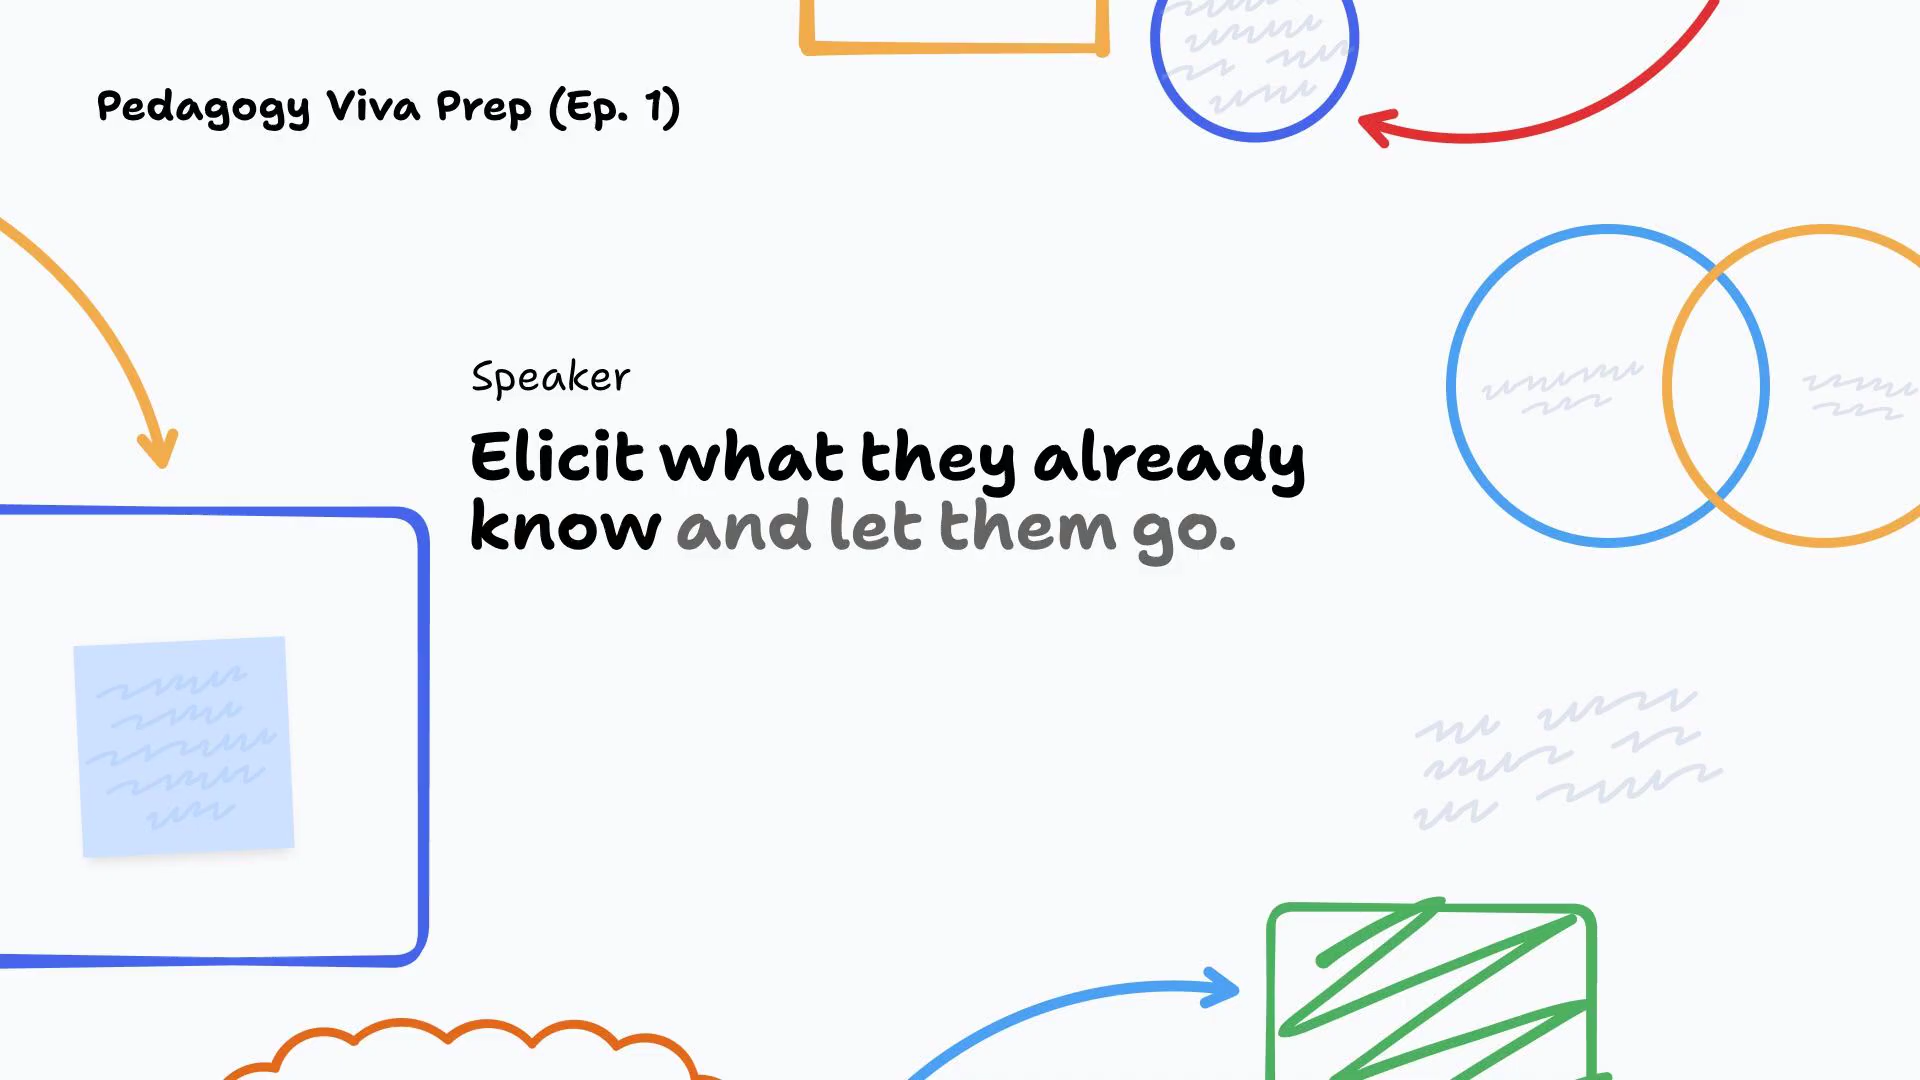 Pedagogy Viva Prep (Ep. 1)
Speaker
Elicit what they already
know and let them go.